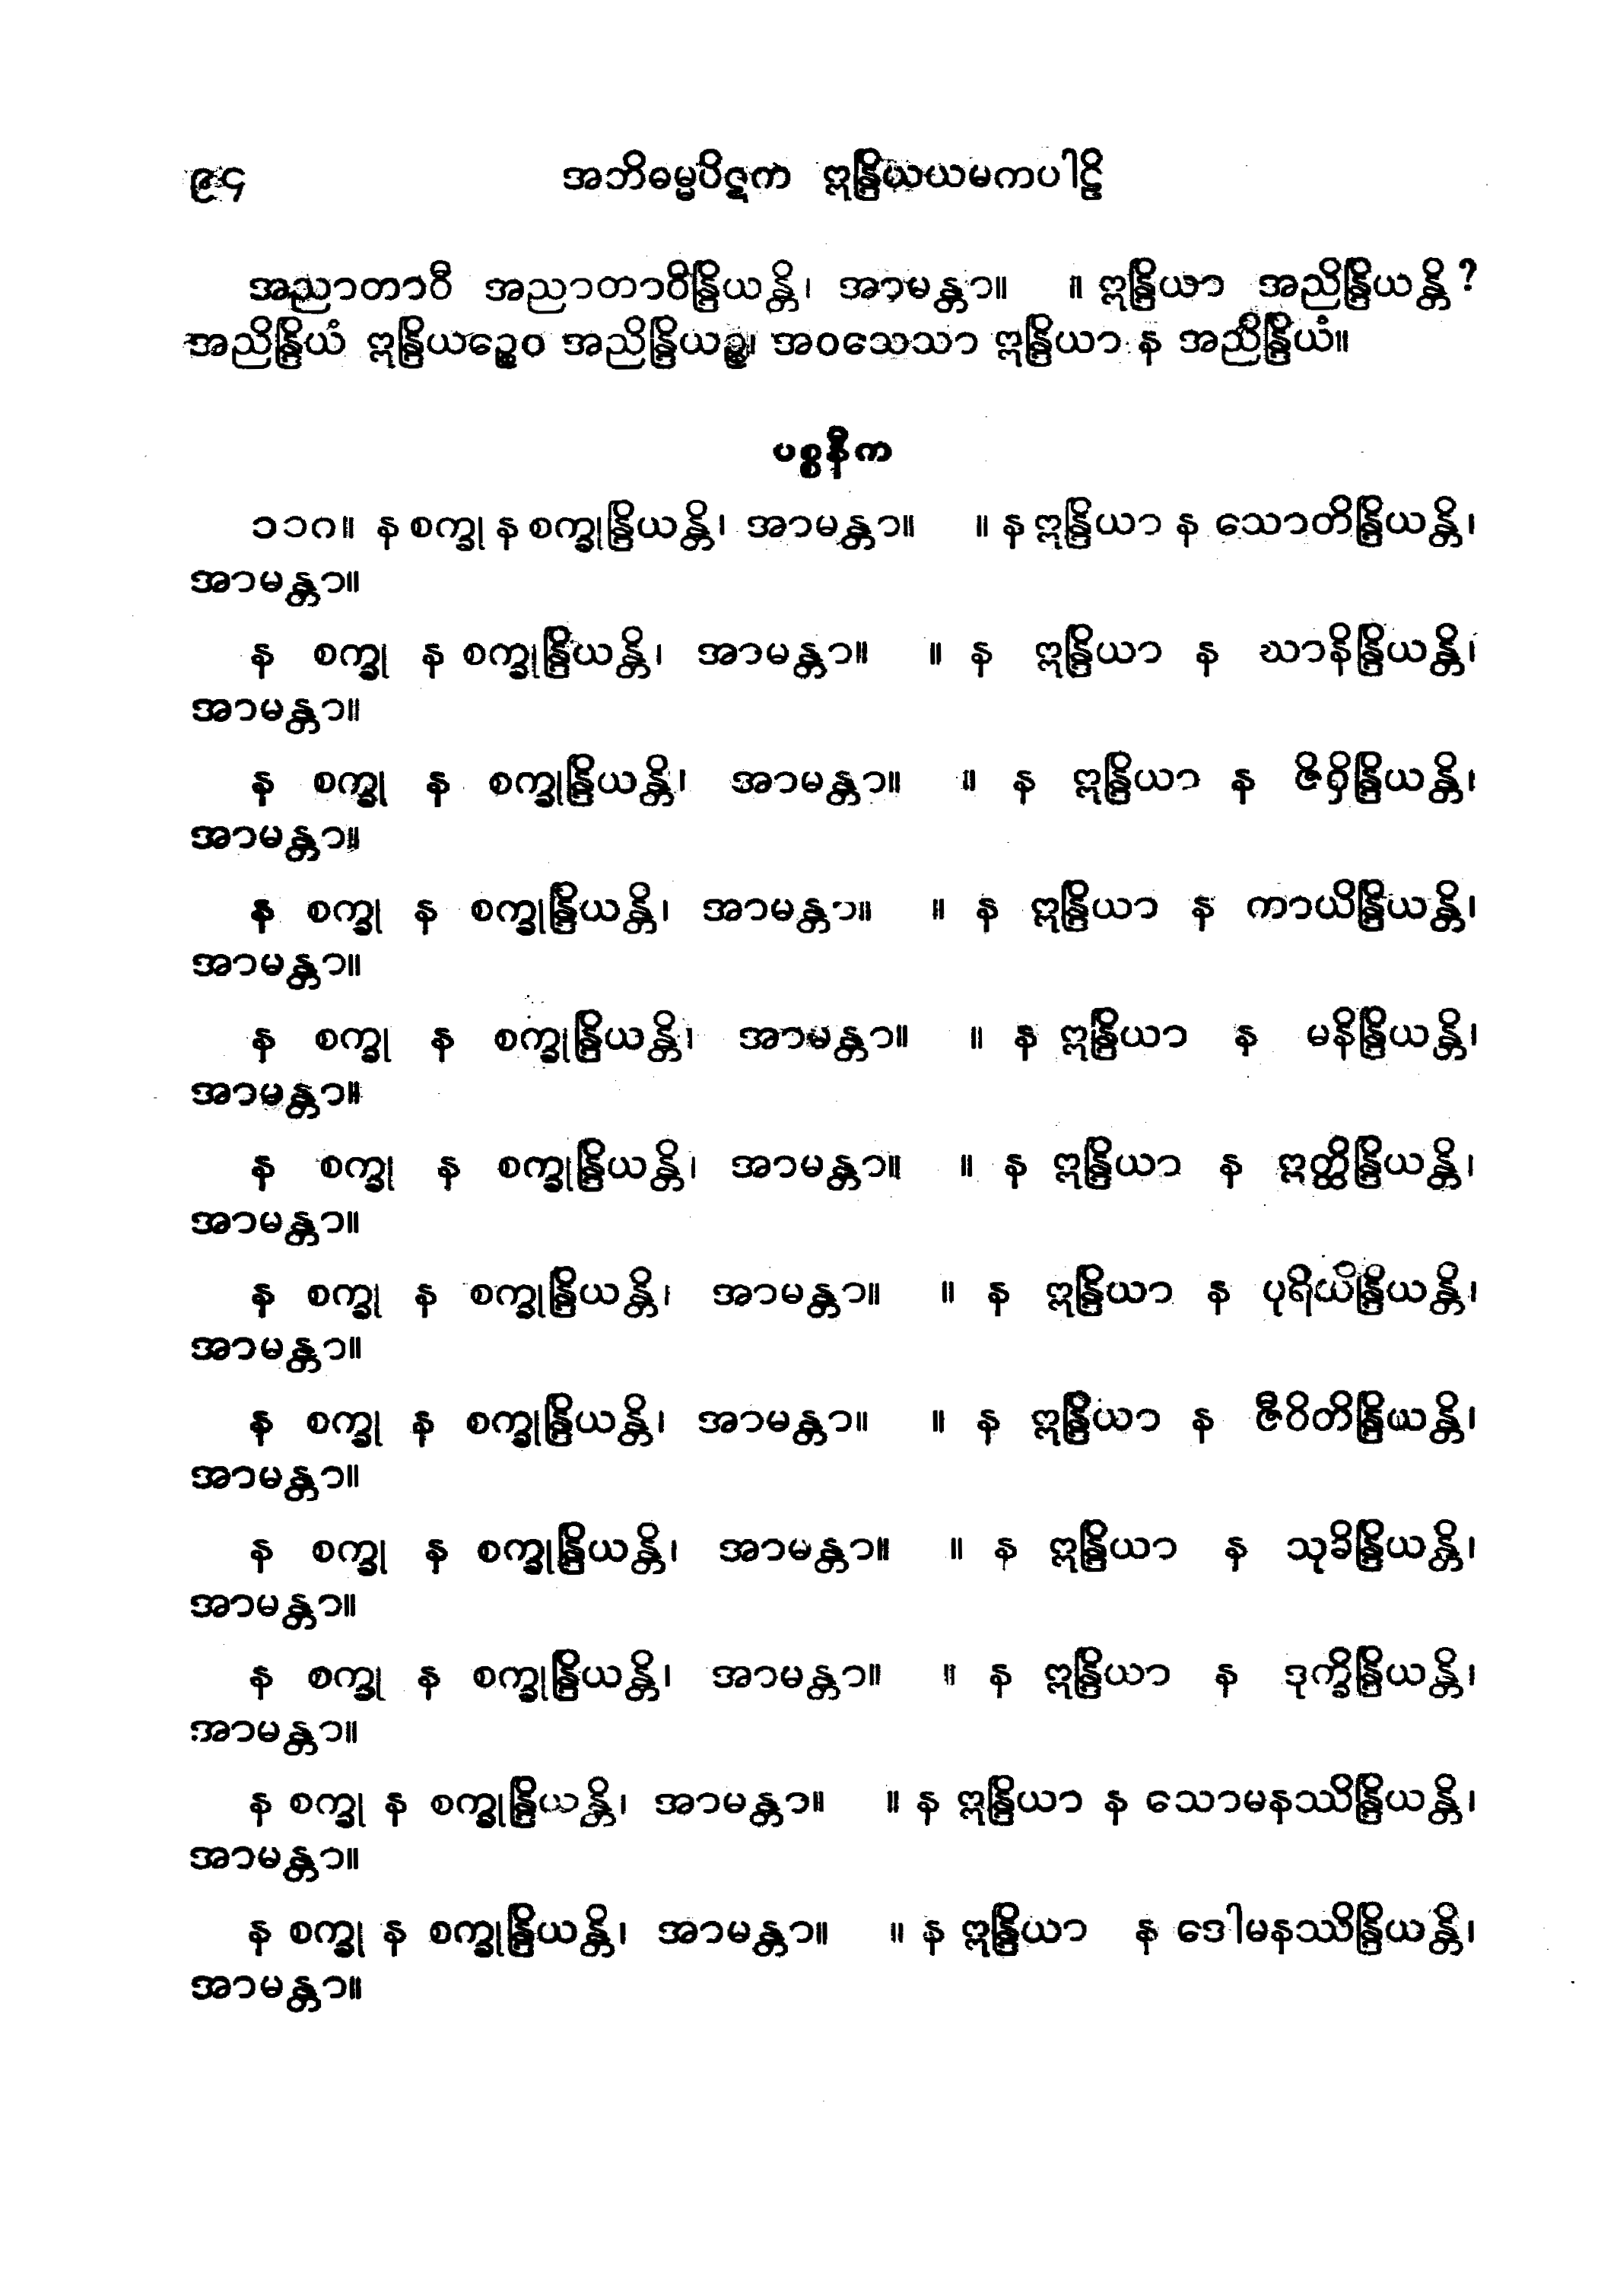 ၉၄ အဘိဓမ္မပိဋက ဣန္ဒြိယယမကပါဠိ
အညာတာဝီ အညာတာဝိန္ဒြိယန္တိ၊ အာမန္တာ။ ။ ဣန္ဒြိယာ အညိန္ဒြိယန္တိ ?
အညိန္ဒြိယံ ဣန္ဒြိယဉ္စေဝ အညိန္ဒြိယဉ္စ၊ အဝသေသာ ဣန္ဒြိယာ န အညိန္ဒြိယံ။
ပစ္စနီက
၁၁ဂ။ န စက္ခု န စက္ခုန္ဒြိယန္တိ၊ အာမန္တာ။ ။ န ဣန္ဒြိယာ န သောတိန္ဒြိယန္တိ၊
အာမန္တာ။
န စက္ခု န စက္ခုန္ဒြိယန္တိ၊ အာမန္တာ။ ။ န ဣန္ဒြိယာ န ဃာနိန္ဒြိယန္တိ၊
အာမန္တာ။
န စက္ခု န စက္ခုန္ဒြိယန္တိ၊ အာမန္တာ။ ။ န ဣန္ဒြိယာ န ဇိဝှိန္ဒြိယန္တိ၊
အာမန္တာ။
န စက္ခု န စက္ခုန္ဒြိယန္တိ၊ အာမန္တာ။ ။ န ဣန္ဒြိယာ န ကာယိန္ဒြိယန္တိ၊
အာမန္တာ။
န စက္ခု န စက္ခုန္ဒြိယန္တိ၊ အာမန္တာ။ ။ န ဣန္ဒြိယာ န မနိန္ဒြိယန္တိ၊
အာမန္တာ။
န စက္ခု န စက္ခုန္ဒြိယန္တိ၊ အာမန္တာ။ ။ န ဣန္ဒြိယာ န ဣတ္ထိန္ဒြိယန္တိ၊
အာမန္တာ။
န စက္ခု န စက္ခုန္ဒြိယန္တိ၊ အာမန္တာ။ ။ န ဣန္ဒြိယာ န ပုရိယိန္ဒြိယန္တိ၊
အာမန္တာ။
န စက္ခု န စက္ခုန္ဒြိယန္တိ၊ အာမန္တာ။ ။ န ဣန္ဒြိယာ န ဇီဝိတိန္ဒြိယန္တိ၊
အာမန္တာ။
န စက္ခု န စက္ခုန္ဒြိယန္တိ၊ အာမန္တာ။ ။ န ဣန္ဒြိယာ န သုခိန္ဒြိယန္တိ၊
အာမန္တာ။
န စက္ခု န စက္ခုန္ဒြိယန္တိ၊ အာမန္တာ။ ။ န ဣန္ဒြိယာ န ဒုက္ခိန္ဒြိယန္တိ၊
အာမန္တာ။
န စက္ခု န စက္ခုန္ဒြိယန္တိ၊ အာမန္တာ။ ။ န ဣန္ဒြိယာ န သောမနဿိန္ဒြိယန္တိ၊
အာမန္တာ။
န စက္ခု န စက္ခုန္ဒြိယန္တိ၊ အာမန္တာ။ ။ န ဣန္ဒြိယာ န ဒေါမနဿိန္ဒြိယန္တိ၊
အာမန္တာ။